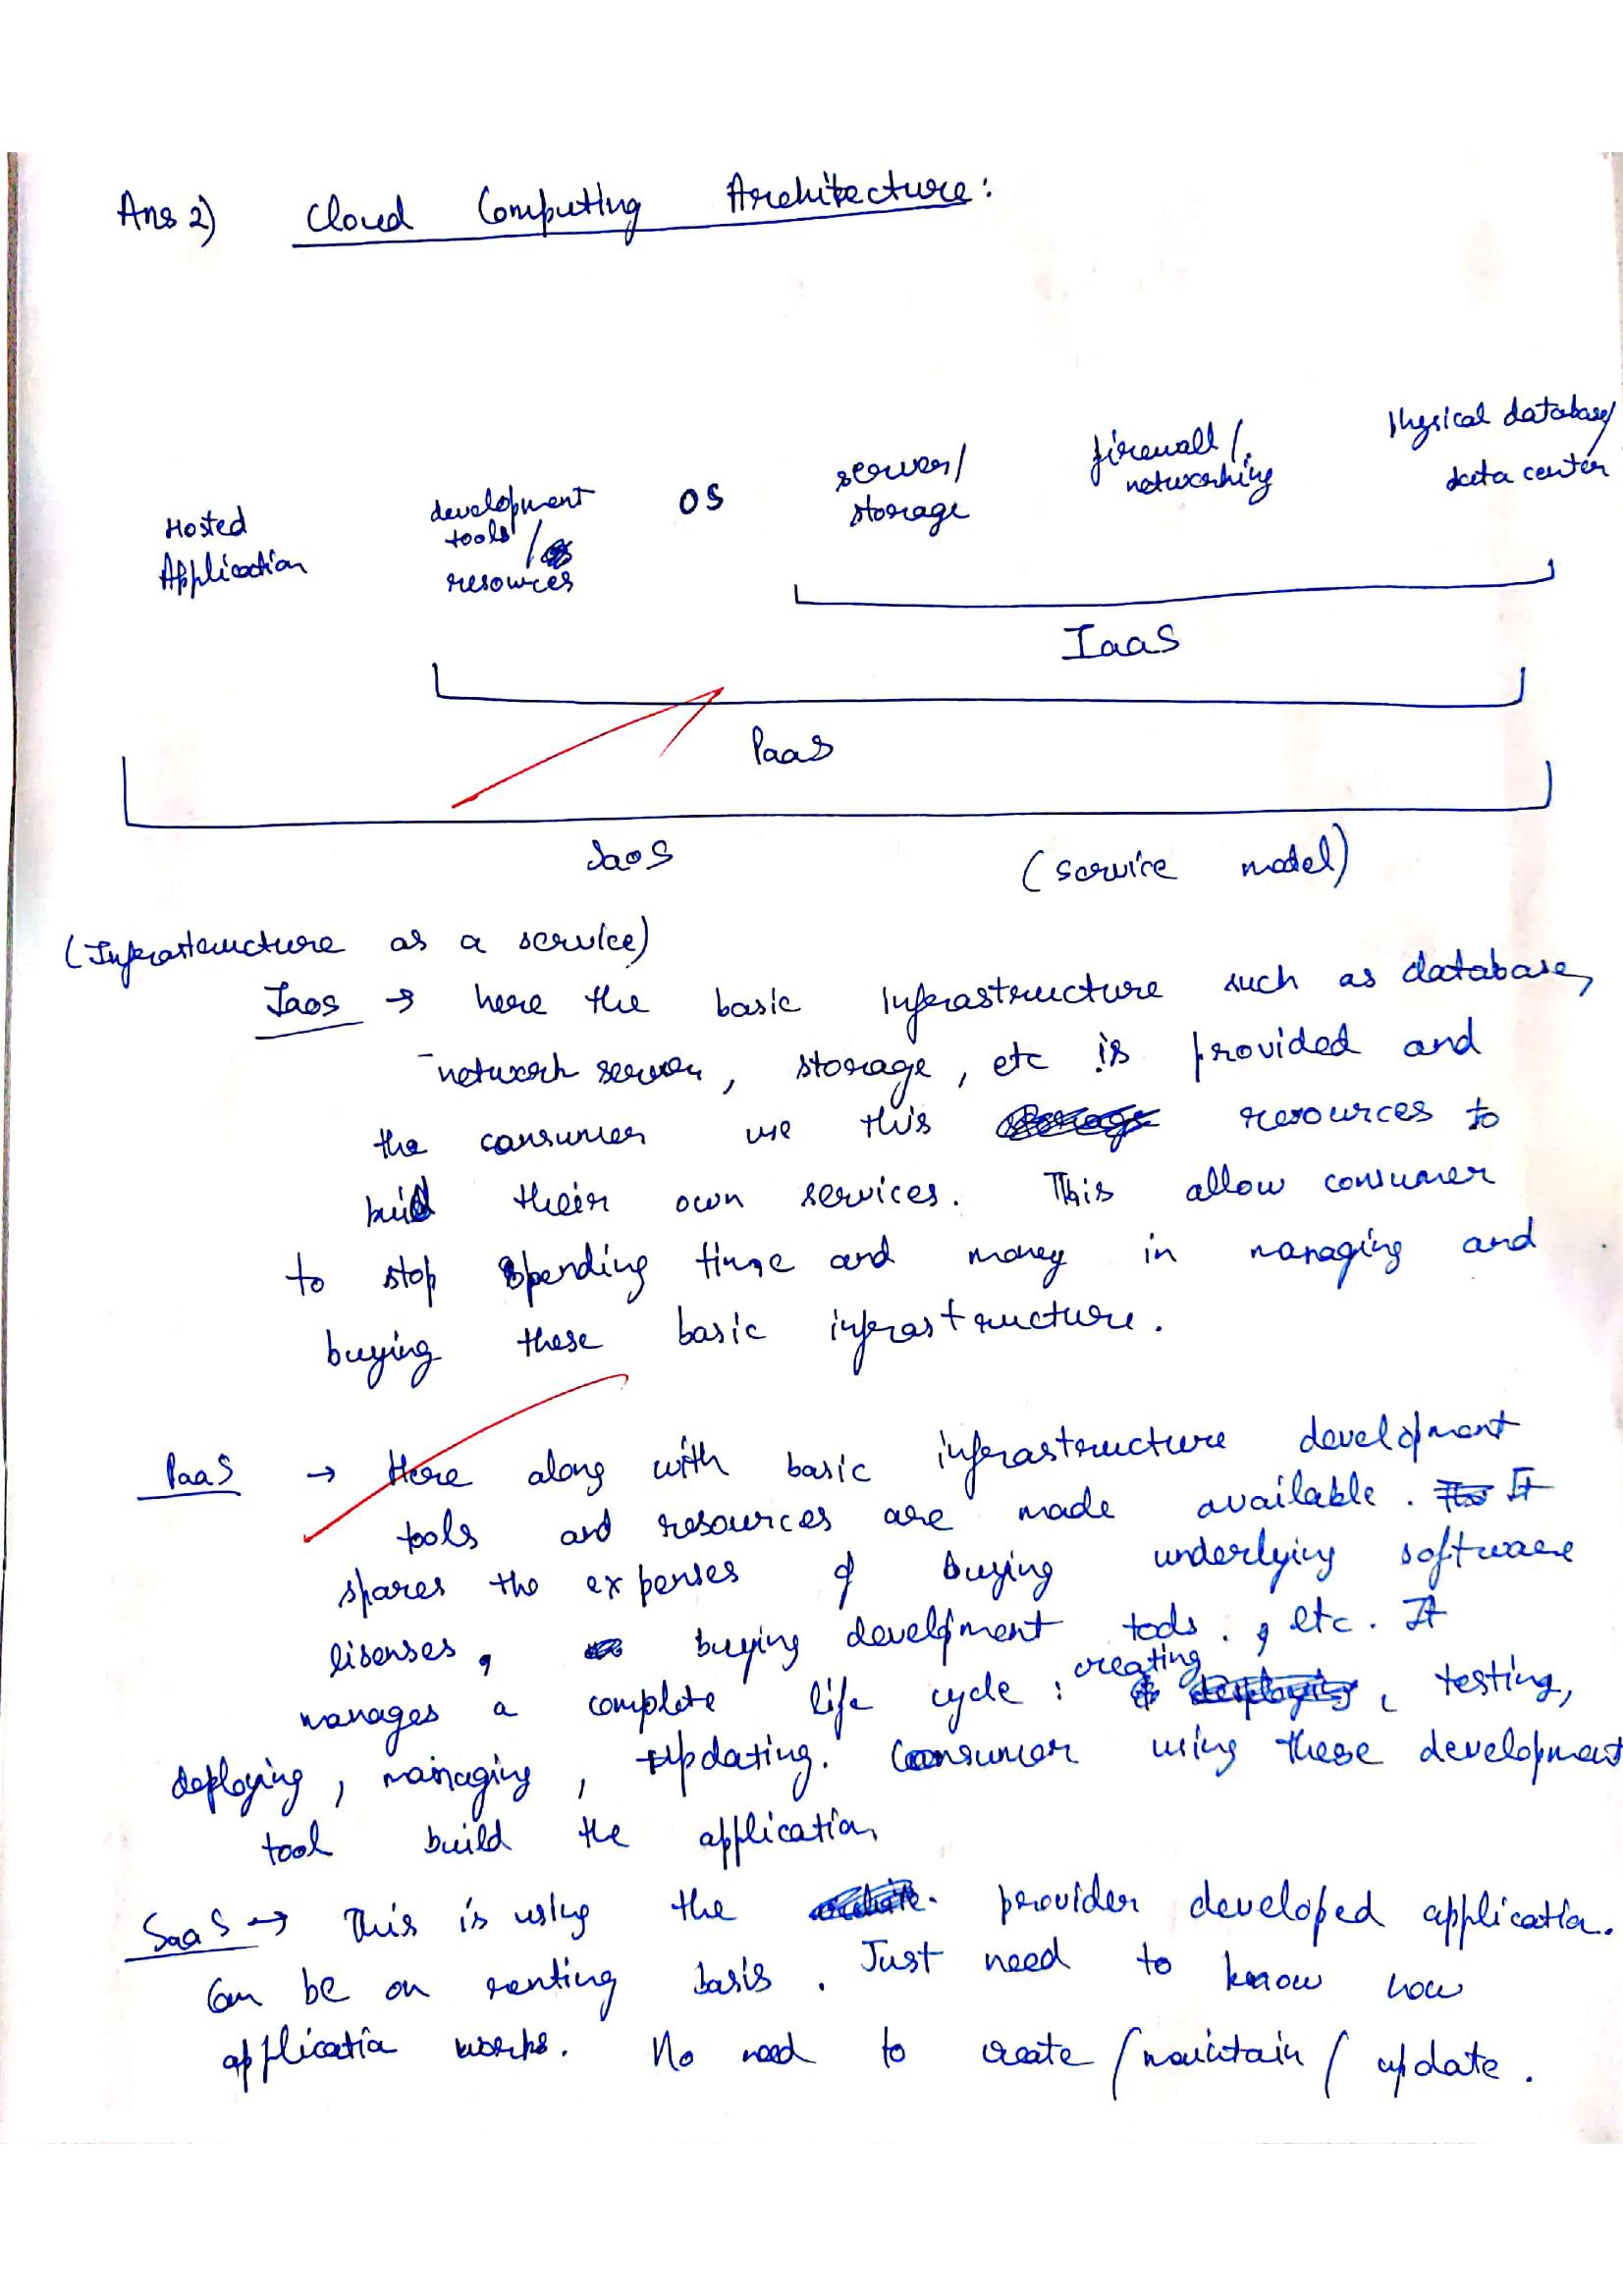 Ans 2) Cloud Computing Architecture:
Hosted Application
development tools / resources
OS
server/ storage
firewall/ networking
Physical database/ data center
IaaS
PaaS
SaaS (service model)
(Infrastructure as a service)
IaaS → here the basic infrastructure such as database,
network server, storage, etc is provided and
the consumer use this resources to
build their own services. This allow consumer
to stop spending time and money in managing and
buying these basic infrastructure.
PaaS → Here along with basic infrastructure development
tools and resources are made available. It
spares the expenses of buying underlying software
lisenses, buying development tools., etc. It
manages a complete life cycle : creating, testing,
deploying, managing, updating. Consumer using these development
tool build the application
SaaS → This is using the provider developed application.
Can be on renting basis. Just need to know how
application works. No need to create / maintain / update.